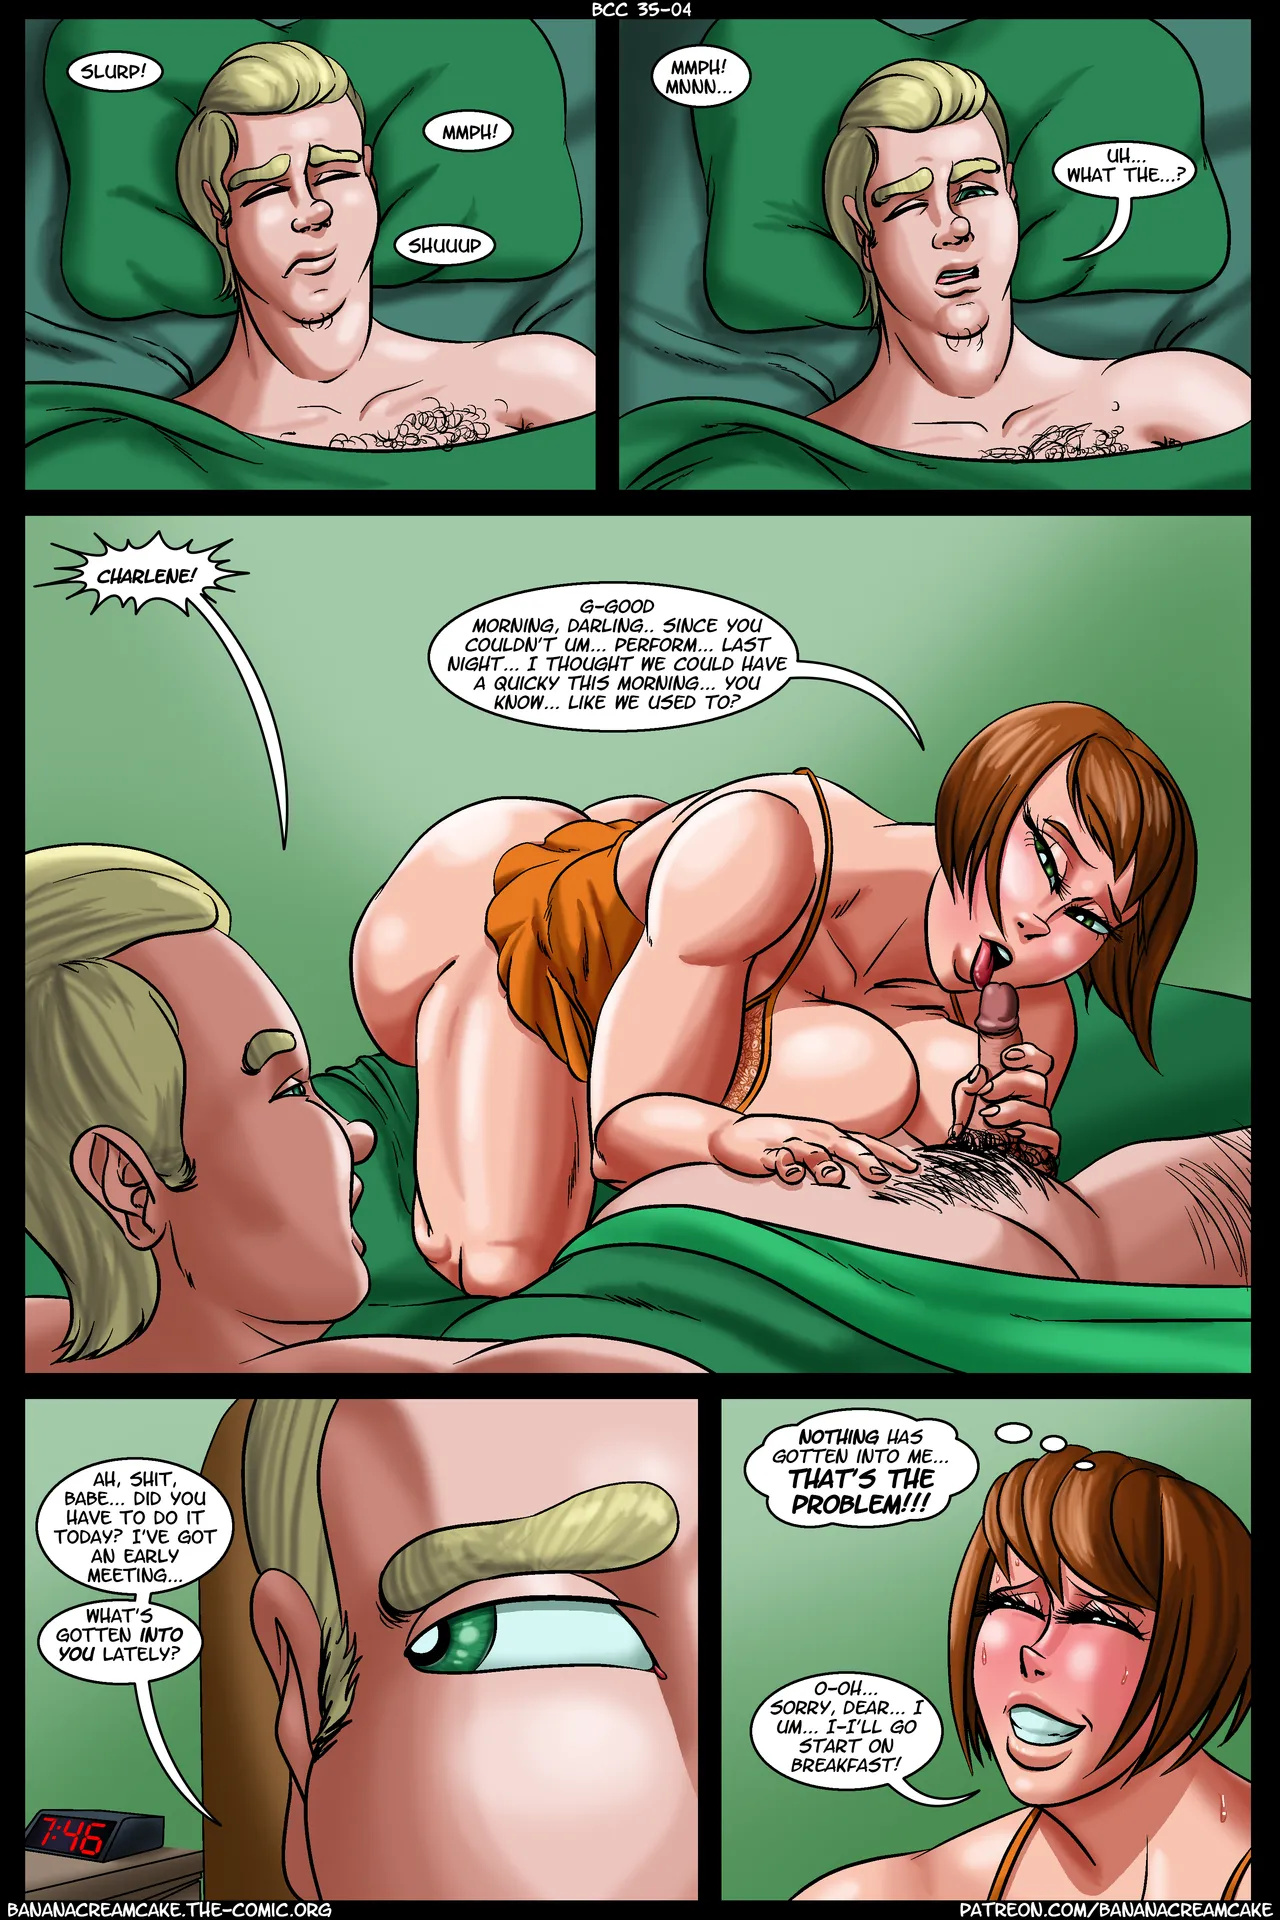 BCC 35-04
SLURP!
MMPH!
SHUUUP
MMPH!
MNNN...
UH...
WHAT THE...?
CHARLENE!
G-GOOD
MORNING, DARLING.. SINCE YOU
COULDN'T UM... PERFORM... LAST
NIGHT... I THOUGHT WE COULD HAVE
A QUICKY THIS MORNING... YOU
KNOW... LIKE WE USED TO?
AH, SHIT,
BABE... DID YOU
HAVE TO DO IT
TODAY? I'VE GOT
AN EARLY
MEETING...
WHAT'S
GOTTEN INTO
YOU LATELY?
7:46
NOTHING HAS
GOTTEN INTO ME...
THAT'S THE
PROBLEM!!!
O-OH...
SORRY, DEAR... I
UM... I-I'LL GO
START ON
BREAKFAST!
BANANACREAMCAKE.THE-COMIC.ORG
PATREON.COM/BANANACREAMCAKE